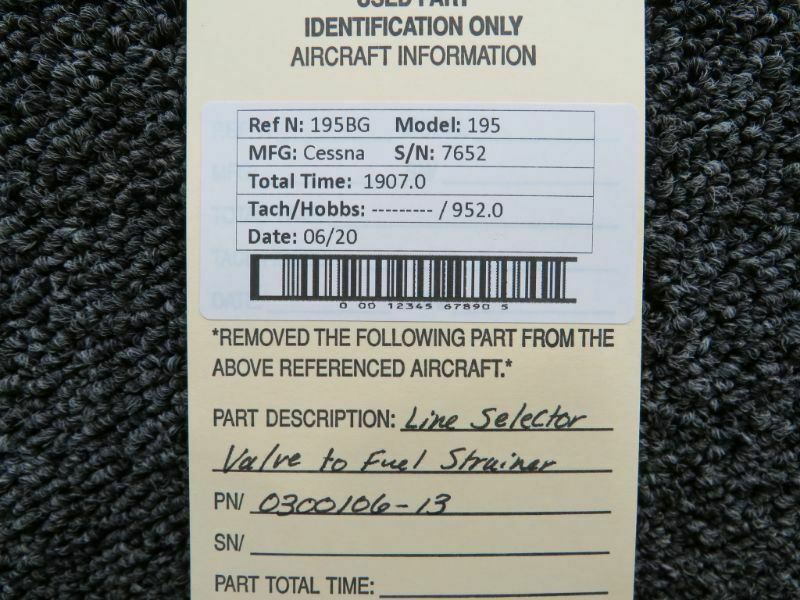 USED PART
IDENTIFICATION ONLY
AIRCRAFT INFORMATION
Ref N: 195BG Model: 195
MFG: Cessna S/N: 7652
Total Time: 1907.0
Tach/Hobbs: --------- / 952.0
Date: 06/20
0 00 12345 67890 5
*REMOVED THE FOLLOWING PART FROM THE
ABOVE REFERENCED AIRCRAFT.*
PART DESCRIPTION: Line Selector
Valve to Fuel Strainer
PN/ 0300106-13
SN/
PART TOTAL TIME: